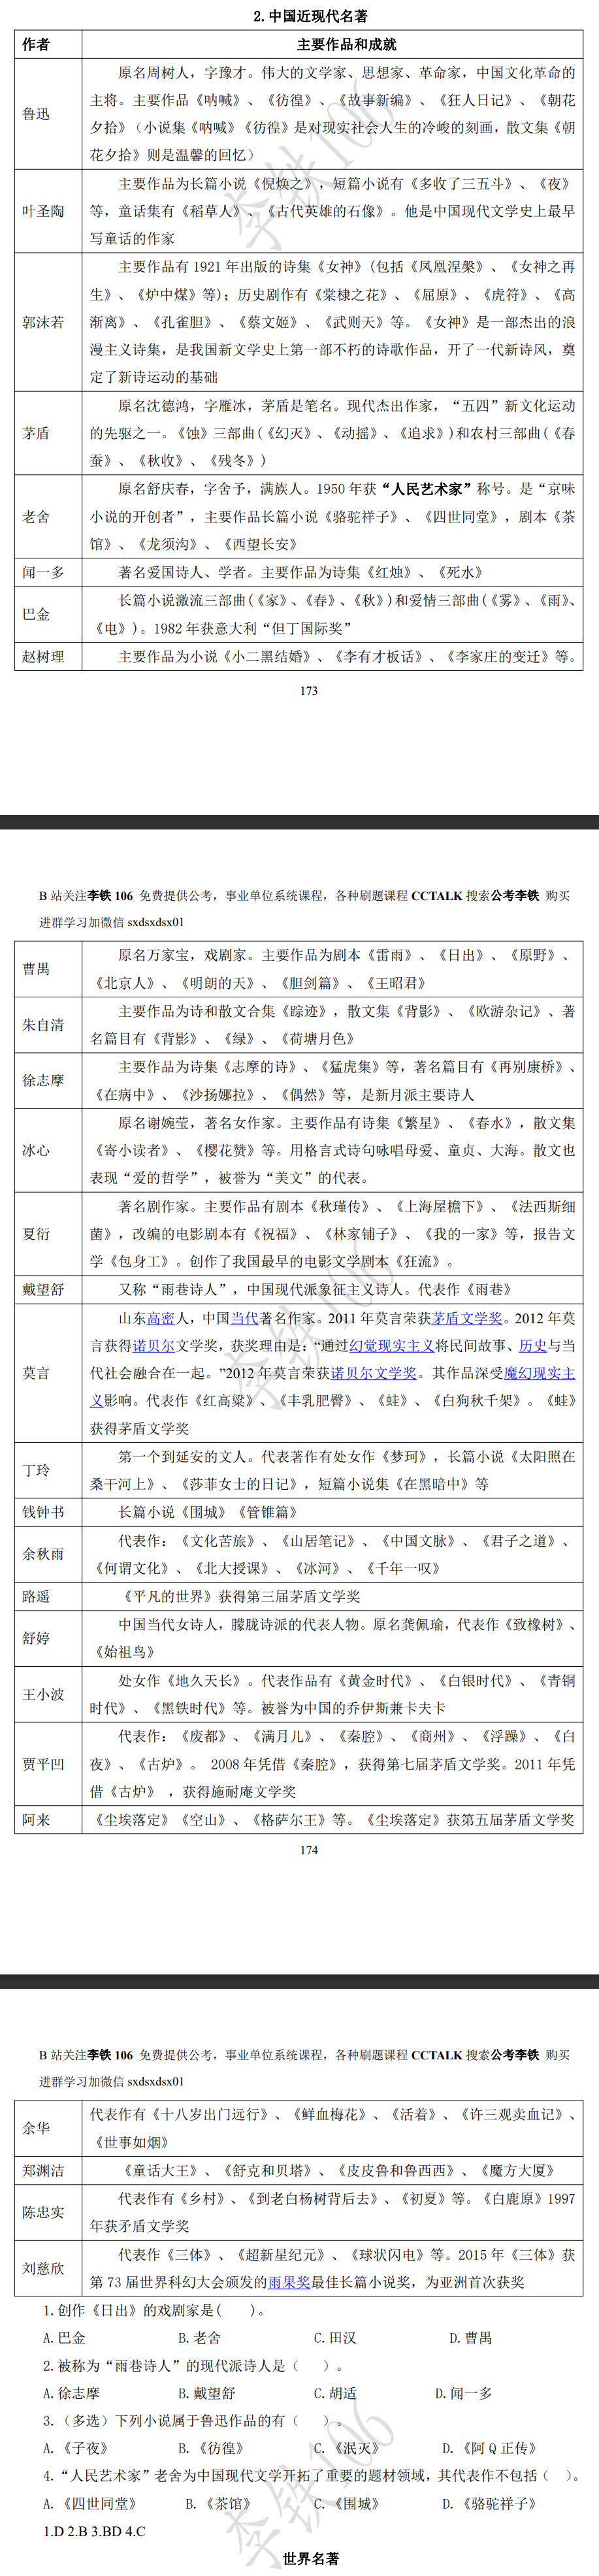 2.中国近现代名著
作者 主要作品和成就
鲁迅 原名周树人，字豫才。伟大的文学家、思想家、革命家，中国文化革命的
主将。主要作品《呐喊》、《彷徨》、《故事新编》、《狂人日记》、《朝花
夕拾》（小说集《呐喊》《彷徨》是对现实社会人生的冷峻的刻画，散文集《朝
花夕拾》则是温馨的回忆）
叶圣陶 主要作品为长篇小说《倪焕之》，短篇小说有《多收了三五斗》、《夜》
等，童话集有《稻草人》、《古代英雄的石像》。他是中国现代文学史上最早
写童话的作家
郭沫若 主要作品有 1921 年出版的诗集《女神》(包括《凤凰涅槃》、《女神之再
生》、《炉中煤》等)；历史剧作有《棠棣之花》、《屈原》、《虎符》、《高
渐离》、《孔雀胆》、《蔡文姬》、《武则天》等。《女神》是一部杰出的浪
漫主义诗集，是我国新文学史上第一部不朽的诗歌作品，开了一代新诗风，奠
定了新诗运动的基础
茅盾 原名沈德鸿，字雁冰，茅盾是笔名。现代杰出作家，“五四”新文化运动
的先驱之一。《蚀》三部曲(《幻灭》、《动摇》、《追求》)和农村三部曲(《春
蚕》、《秋收》、《残冬》)
老舍 原名舒庆春，字舍予，满族人。1950 年获“人民艺术家”称号。是“京味
小说的开创者”，主要作品长篇小说《骆驼祥子》、《四世同堂》，剧本《茶
馆》、《龙须沟》、《西望长安》
闻一多 著名爱国诗人、学者。主要作品为诗集《红烛》、《死水》
巴金 长篇小说激流三部曲(《家》、《春》、《秋》)和爱情三部曲(《雾》、《雨》、
《电》)。1982 年获意大利“但丁国际奖”
赵树理 主要作品为小说《小二黑结婚》、《李有才板话》、《李家庄的变迁》等。
173
B 站关注李铁 106 免费提供公考，事业单位系统课程，各种刷题课程 CCTALK 搜索公考李铁 购买
进群学习加微信 sxdsxdsx01
曹禺 原名万家宝，戏剧家。主要作品为剧本《雷雨》、《日出》、《原野》、
《北京人》、《明朗的天》、《胆剑篇》、《王昭君》
朱自清 主要作品为诗和散文合集《踪迹》，散文集《背影》、《欧游杂记》、著
名篇目有《背影》、《绿》、《荷塘月色》
徐志摩 主要作品为诗集《志摩的诗》、《猛虎集》等，著名篇目有《再别康桥》、
《在病中》、《沙扬娜拉》、《偶然》等，是新月派主要诗人
冰心 原名谢婉莹，著名女作家。主要作品有诗集《繁星》、《春水》，散文集
《寄小读者》、《樱花赞》等。用格言式诗句咏唱母爱、童贞、大海。散文也
表现“爱的哲学”，被誉为“美文”的代表。
夏衍 著名剧作家。主要作品有剧本《秋瑾传》、《上海屋檐下》、《法西斯细
菌》，改编的电影剧本有《祝福》、《林家铺子》、《我的一家》等，报告文
学《包身工》。创作了我国最早的电影文学剧本《狂流》。
戴望舒 又称“雨巷诗人”，中国现代派象征主义诗人。代表作《雨巷》
莫言 山东高密人，中国当代著名作家。2011 年莫言荣获茅盾文学奖。2012 年莫
言获得诺贝尔文学奖，获奖理由是：“通过幻觉现实主义将民间故事、历史与当
代社会融合在一起。”2012 年莫言荣获诺贝尔文学奖。其作品深受魔幻现实主
义影响。代表作《红高粱》、《丰乳肥臀》、《蛙》、《白狗秋千架》。《蛙》
获得茅盾文学奖
丁玲 第一个到延安的文人。代表著作有处女作《梦珂》，长篇小说《太阳照在
桑干河上》、《莎菲女士的日记》，短篇小说集《在黑暗中》等
钱钟书 长篇小说《围城》《管锥篇》
余秋雨 代表作：《文化苦旅》、《山居笔记》、《中国文脉》、《君子之道》、
《何谓文化》、《北大授课》、《冰河》、《千年一叹》
路遥 《平凡的世界》获得第三届茅盾文学奖
舒婷 中国当代女诗人，朦胧诗派的代表人物。原名龚佩瑜，代表作《致橡树》、
《始祖鸟》
王小波 处女作《地久天长》。代表作品有《黄金时代》、《白银时代》、《青铜
时代》、《黑铁时代》等。被誉为中国的乔伊斯兼卡夫卡
贾平凹 代表作：《废都》、《满月儿》、《秦腔》、《商州》、《浮躁》、《白
夜》、《古炉》。 2008 年凭借《秦腔》，获得第七届茅盾文学奖。2011 年凭
借《古炉》 ，获得施耐庵文学奖
阿来 《尘埃落定》《空山》、《格萨尔王》等。《尘埃落定》获第五届茅盾文学奖
174
B 站关注李铁 106 免费提供公考，事业单位系统课程，各种刷题课程 CCTALK 搜索公考李铁 购买
进群学习加微信 sxdsxdsx01
余华 代表作有《十八岁出门远行》、《鲜血梅花》、《活着》、《许三观卖血记》、
《世事如烟》
郑渊洁 《童话大王》、《舒克和贝塔》、《皮皮鲁和鲁西西》、《魔方大厦》
陈忠实 代表作有《乡村》、《到老白杨树背后去》、《初夏》等。《白鹿原》1997
年获矛盾文学奖
刘慈欣 代表作《三体》、《超新星纪元》、《球状闪电》等。2015 年《三体》获
第 73 届世界科幻大会颁发的雨果奖最佳长篇小说奖，为亚洲首次获奖
1.创作《日出》的戏剧家是( )。
A.巴金 B.老舍 C.田汉 D.曹禺
2.被称为“雨巷诗人”的现代派诗人是（ ）。
A.徐志摩 B.戴望舒 C.胡适 D.闻一多
3.（多选）下列小说属于鲁迅作品的有（ ）。
A.《子夜》 B.《彷徨》 C.《泯灭》 D.《阿 Q 正传》
4.“人民艺术家”老舍为中国现代文学开拓了重要的题材领域，其代表作不包括（ ）。
A.《四世同堂》 B.《茶馆》 C.《围城》 D.《骆驼祥子》
1.D 2.B 3.BD 4.C
世界名著
李铁106
李铁106
李铁106